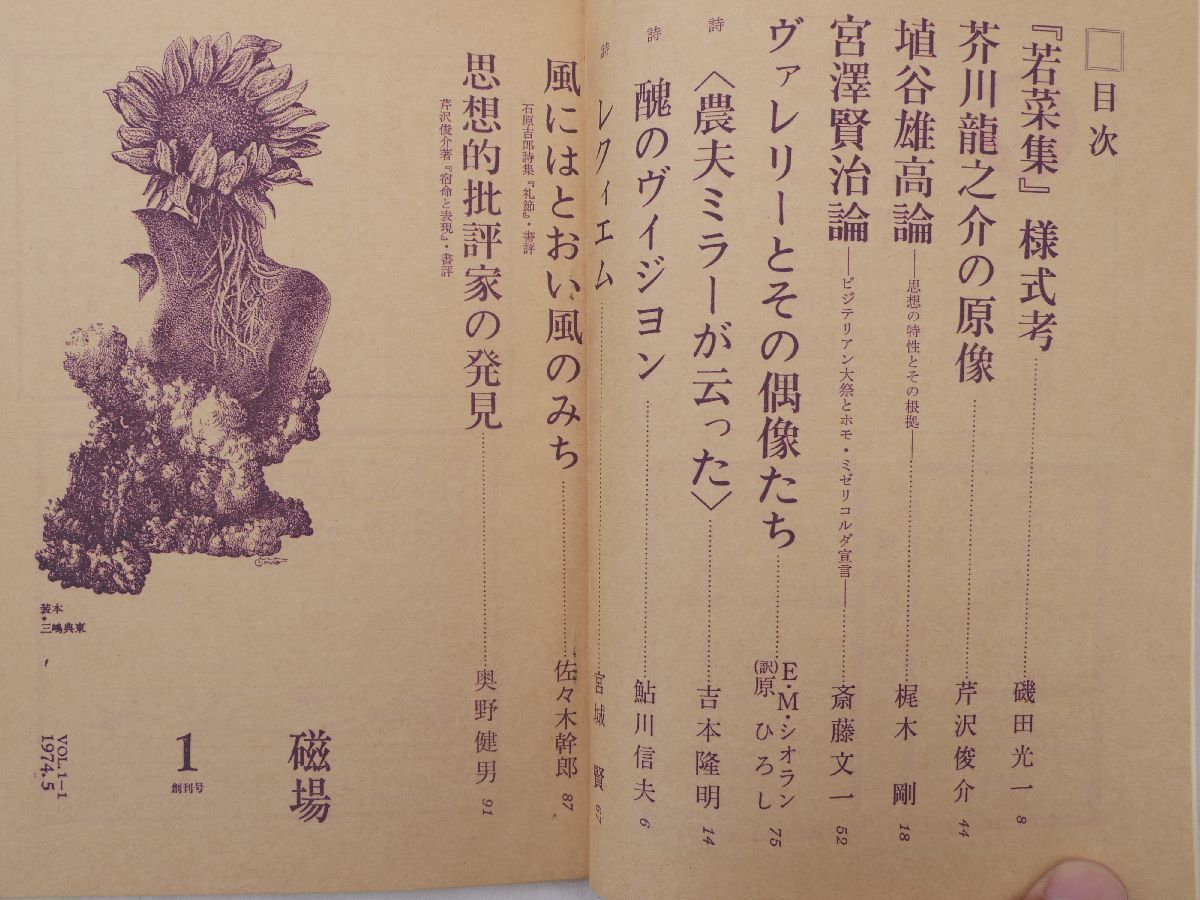 目次
『若菜集』様式考 磯田光一 8
芥川龍之介の原像 芹沢俊介 44
埴谷雄高論 ―思想の特性とその根拠― 梶木 剛 18
宮澤賢治論 ―ビジテリアン大祭とホモ・ミゼリコルダ宣言― 斎藤文一 52
ヴァレリーとその偶像たち E・M・シオラン
(訳)原 ひろし 75
詩 〈農夫ミラーが云った〉 吉本隆明 14
詩 醜のヴィジョン 鮎川信夫 6
詩 レクィエム 宮城 賢
風にはとおい風のみち 佐々木幹郎 87
石原吉郎詩集『礼節』・書評
思想的批評家の発見 奥野健男 91
芹沢俊介著『宿命と表現』・書評
磁場
1
創刊号
VOL.1-1
1974.5
装本
・
三嶋典東